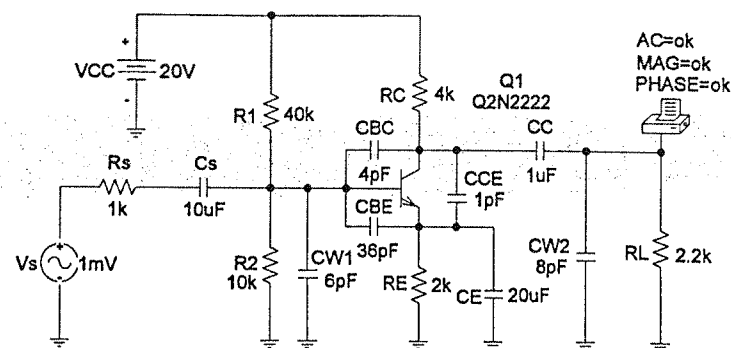 AC=ok
MAG=ok
PHASE=ok
+
VCC
20V
-
R1
40k
RC
4k
Q1
Q2N2222
CBC
4pF
CC
1uF
CCE
1pF
Rs
1k
Cs
10uF
CBE
36pF
+
Vs
1mV
-
R2
10k
CW1
6pF
RE
2k
CE
20uF
CW2
8pF
RL
2.2k